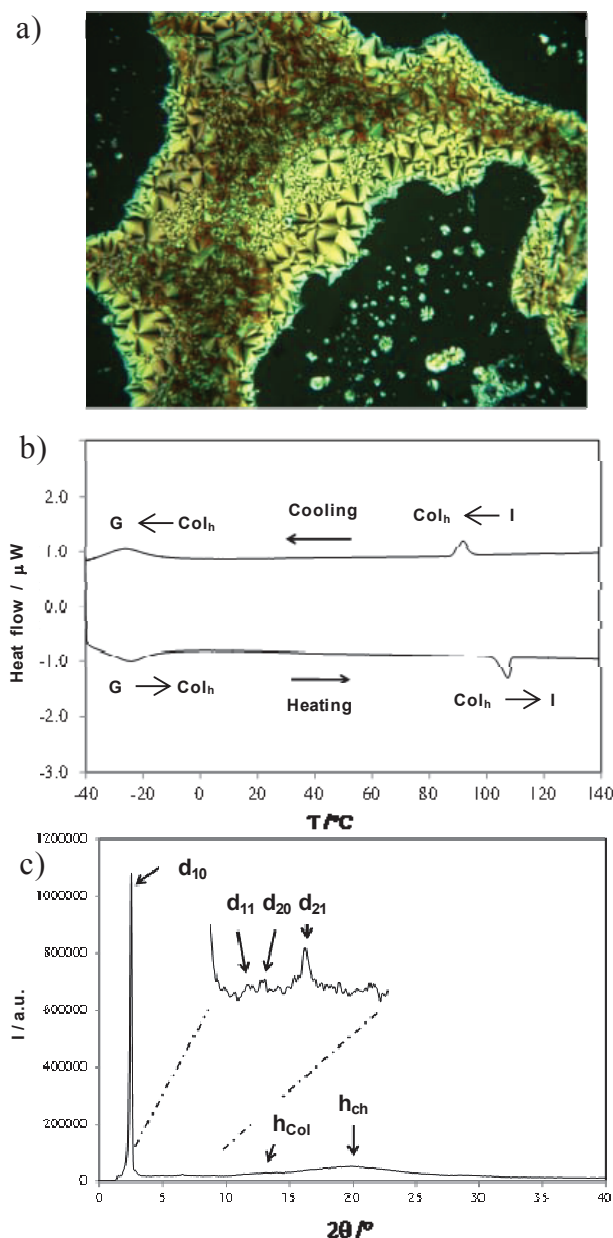 a)
b)
Heat flow / μW
2.0
1.0
0.0
-1.0
-2.0
-3.0
G ← Colₕ
Cooling
Colₕ ← I
G → Colₕ
Heating
Colₕ → I
-40 -20 0 20 40 60 80 100 120 140
T/°C
c)
I / a.u.
1200000
1000000
800000
600000
400000
200000
0
d₁₀
d₁₁ d₂₀ d₂₁
h_Col
h_ch
0 5 10 15 20 25 30 35 40
2θ/°